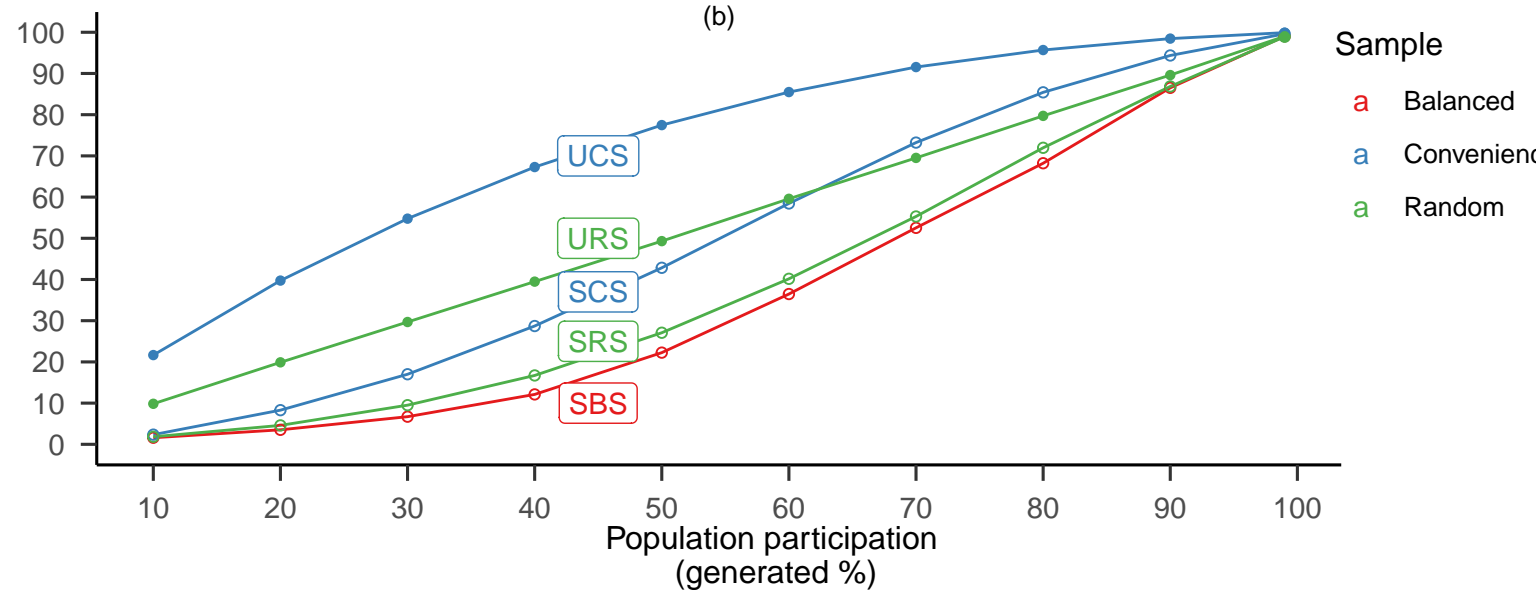 (b)
100
90
80
70
60
50
40
30
20
10
0
UCS
URS
SCS
SRS
SBS
10 20 30 40 50 60 70 80 90 100
Population participation
(generated %)
Sample
a Balanced
a Convenienc
a Random